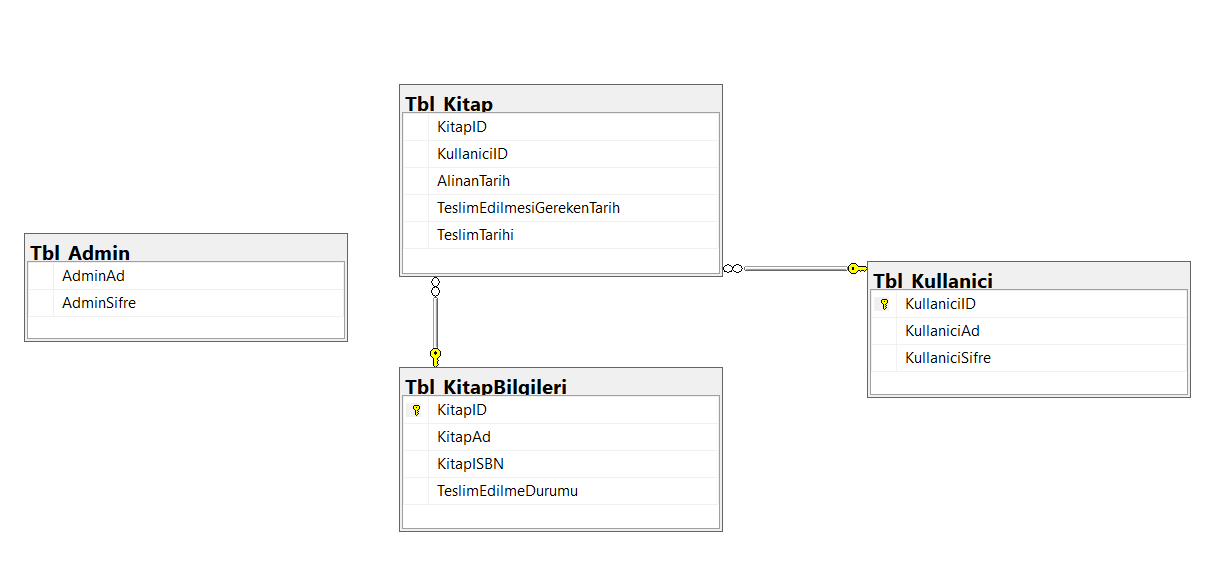 Tbl_Kitap
KitapID
KullaniciID
AlinanTarih
TeslimEdilmesiGerekenTarih
TeslimTarihi
Tbl_Admin
AdminAd
AdminSifre
Tbl_Kullanici
KullaniciID
KullaniciAd
KullaniciSifre
Tbl_KitapBilgileri
KitapID
KitapAd
KitapISBN
TeslimEdilmeDurumu